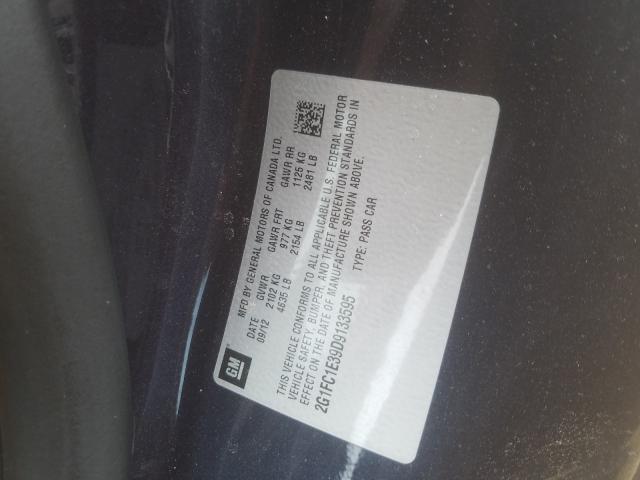 GM
MFD BY GENERAL MOTORS OF CANADA LTD.
DATE GVWR GAWR FRT GAWR RR
09/12 2102 KG 977 KG 1125 KG
4635 LB 2154 LB 2481 LB
THIS VEHICLE CONFORMS TO ALL APPLICABLE U.S. FEDERAL MOTOR
VEHICLE SAFETY, BUMPER, AND THEFT PREVENTION STANDARDS IN
EFFECT ON THE DATE OF MANUFACTURE SHOWN ABOVE.
2G1FC1E39D9133595 TYPE: PASS CAR